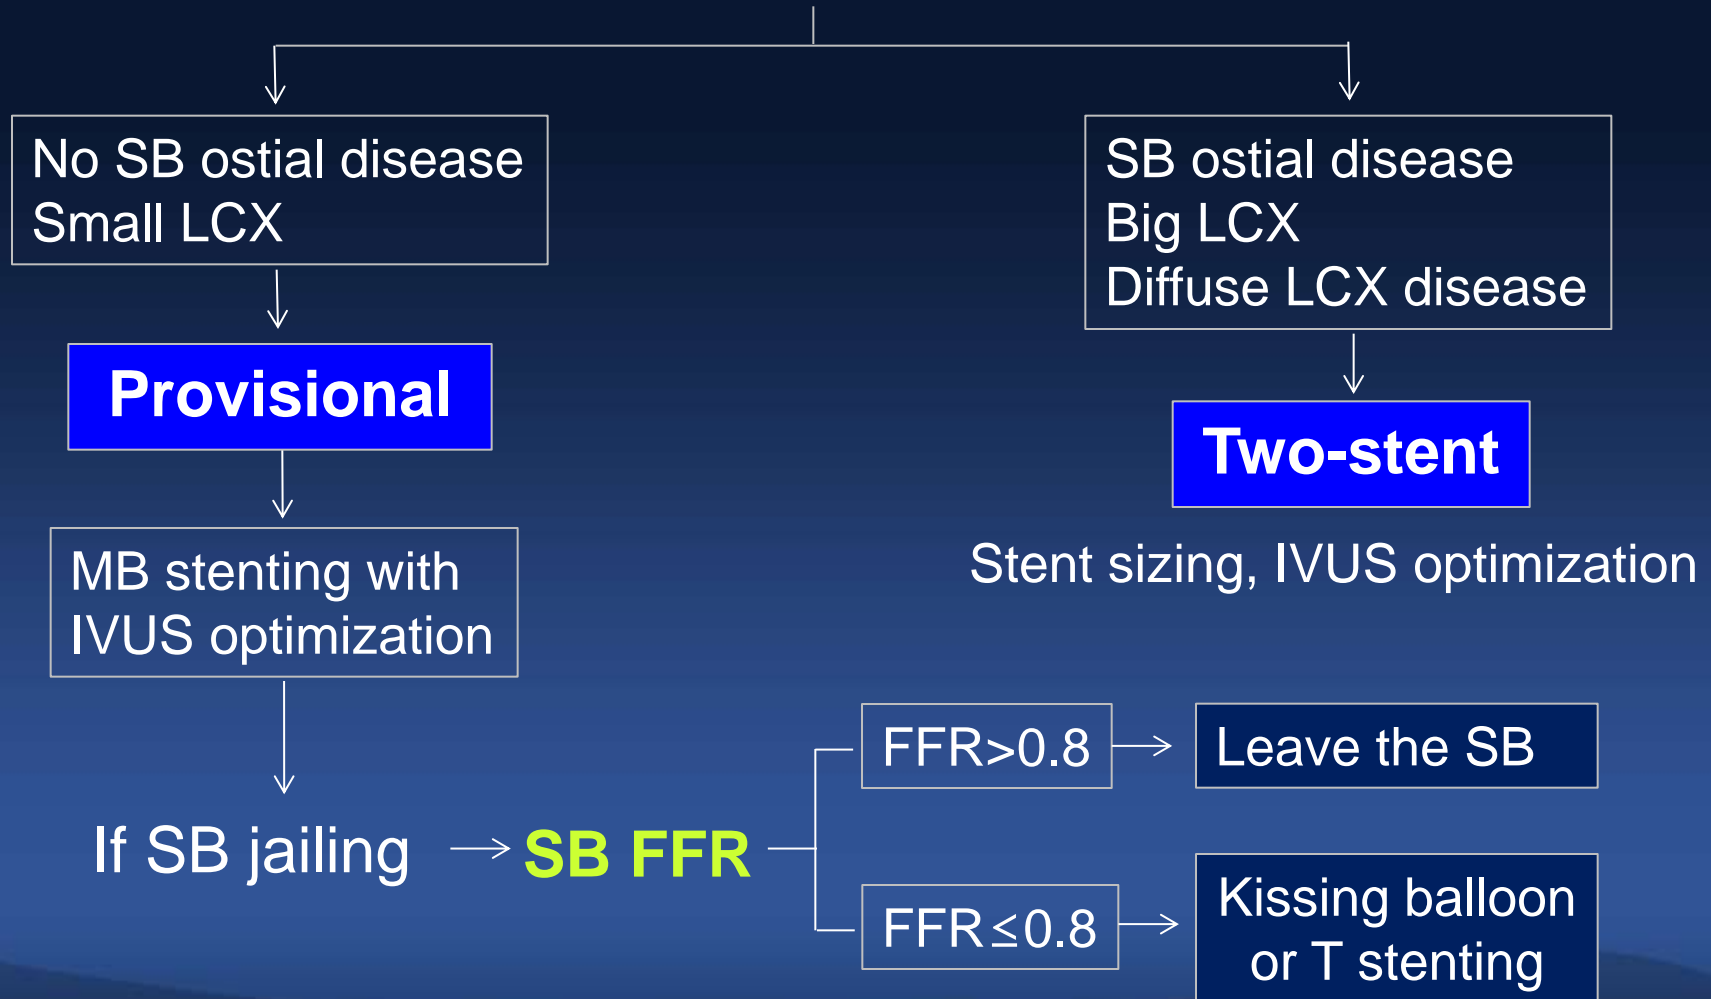 No SB ostial disease
Small LCX
Provisional
MB stenting with
IVUS optimization
If SB jailing
SB FFR
FFR>0.8
Leave the SB
FFR≤0.8
Kissing balloon
or T stenting
SB ostial disease
Big LCX
Diffuse LCX disease
Two-stent
Stent sizing, IVUS optimization